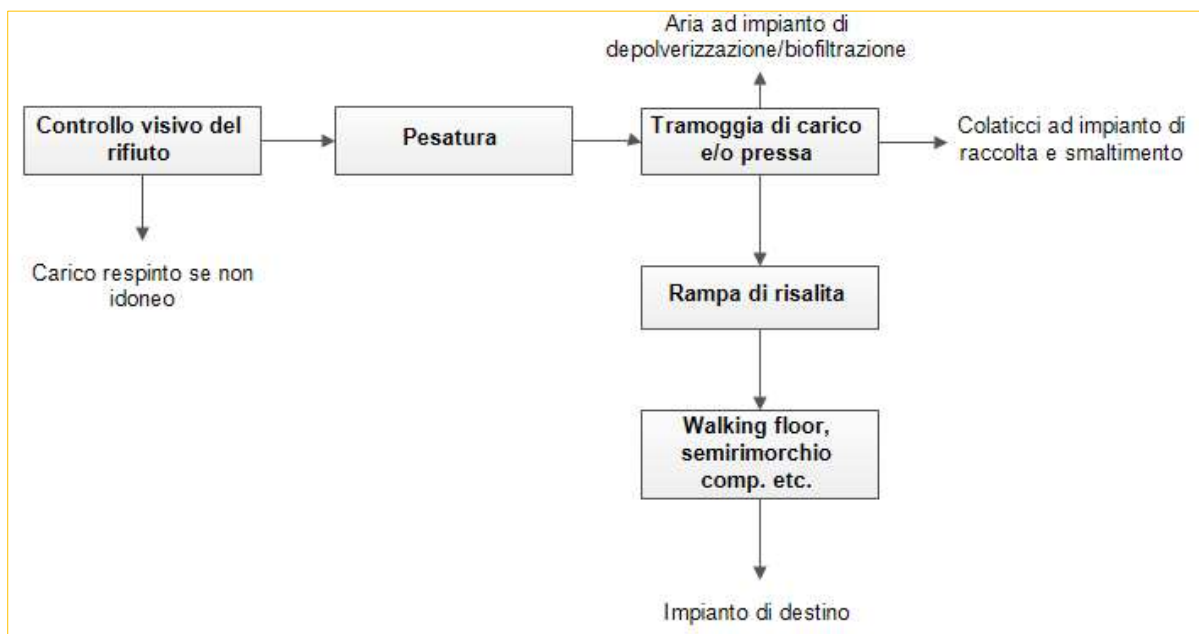 Aria ad impianto di
depolverizzazione/biofiltrazione
Controllo visivo del
rifiuto
Pesatura
Tramoggia di carico
e/o pressa
Colaticci ad impianto di
raccolta e smaltimento
Carico respinto se non
idoneo
Rampa di risalita
Walking floor,
semirimorchio
comp. etc.
Impianto di destino